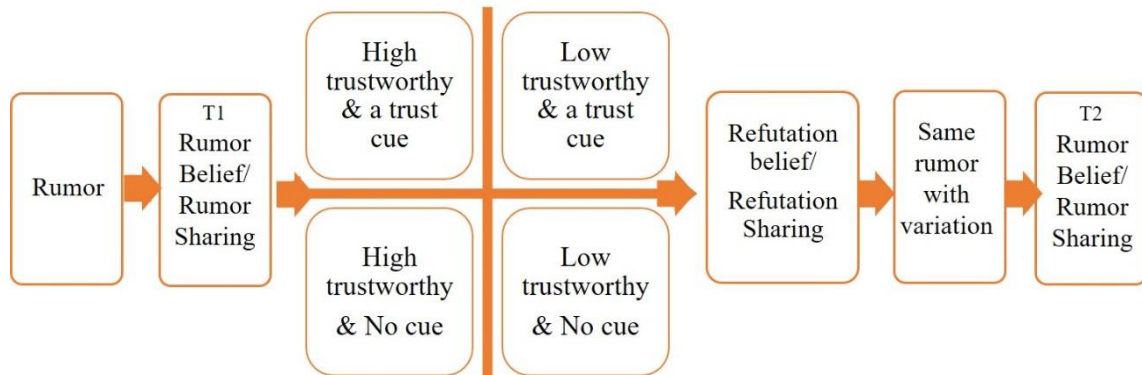 Rumor
T1
Rumor
Belief/
Rumor
Sharing
High
trustworthy
& a trust
cue
Low
trustworthy
& a trust
cue
High
trustworthy
& No cue
Low
trustworthy
& No cue
Refutation
belief/
Refutation
Sharing
Same
rumor
with
variation
T2
Rumor
Belief/
Rumor
Sharing